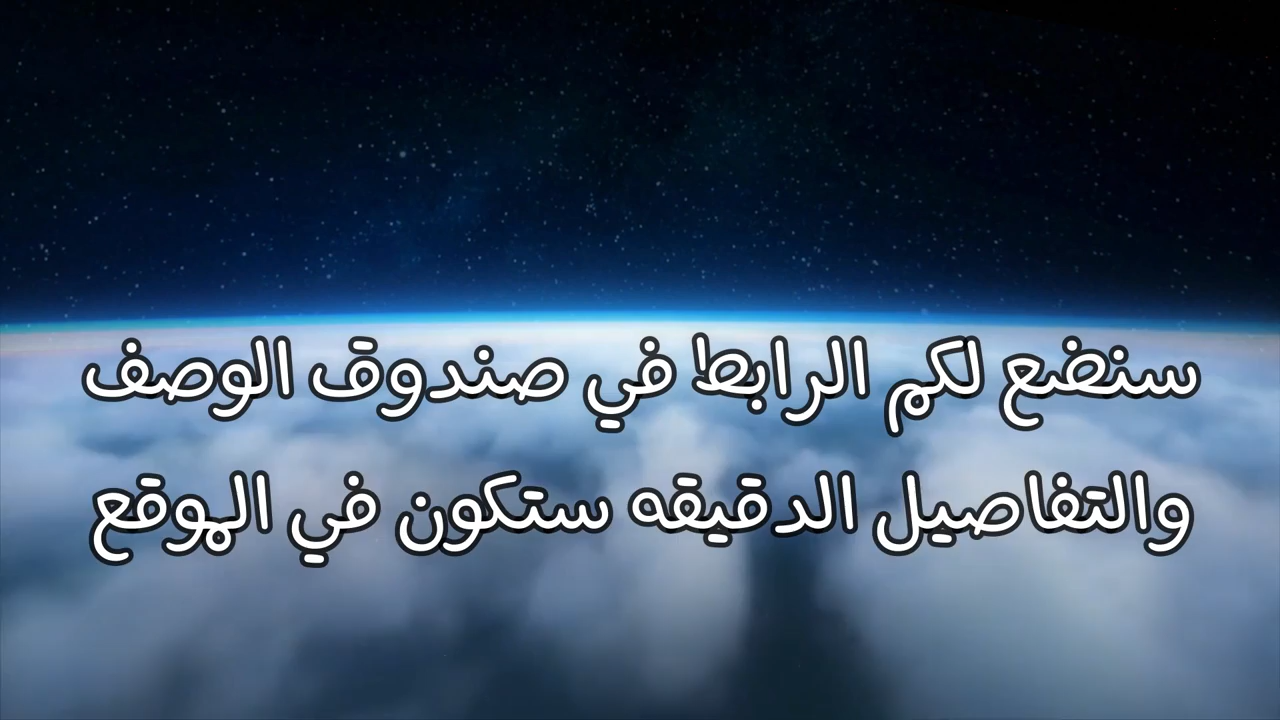 سنضع لكم الرابط في صندوق الوصف
والتفاصيل الدقيقه ستكون في الموقع